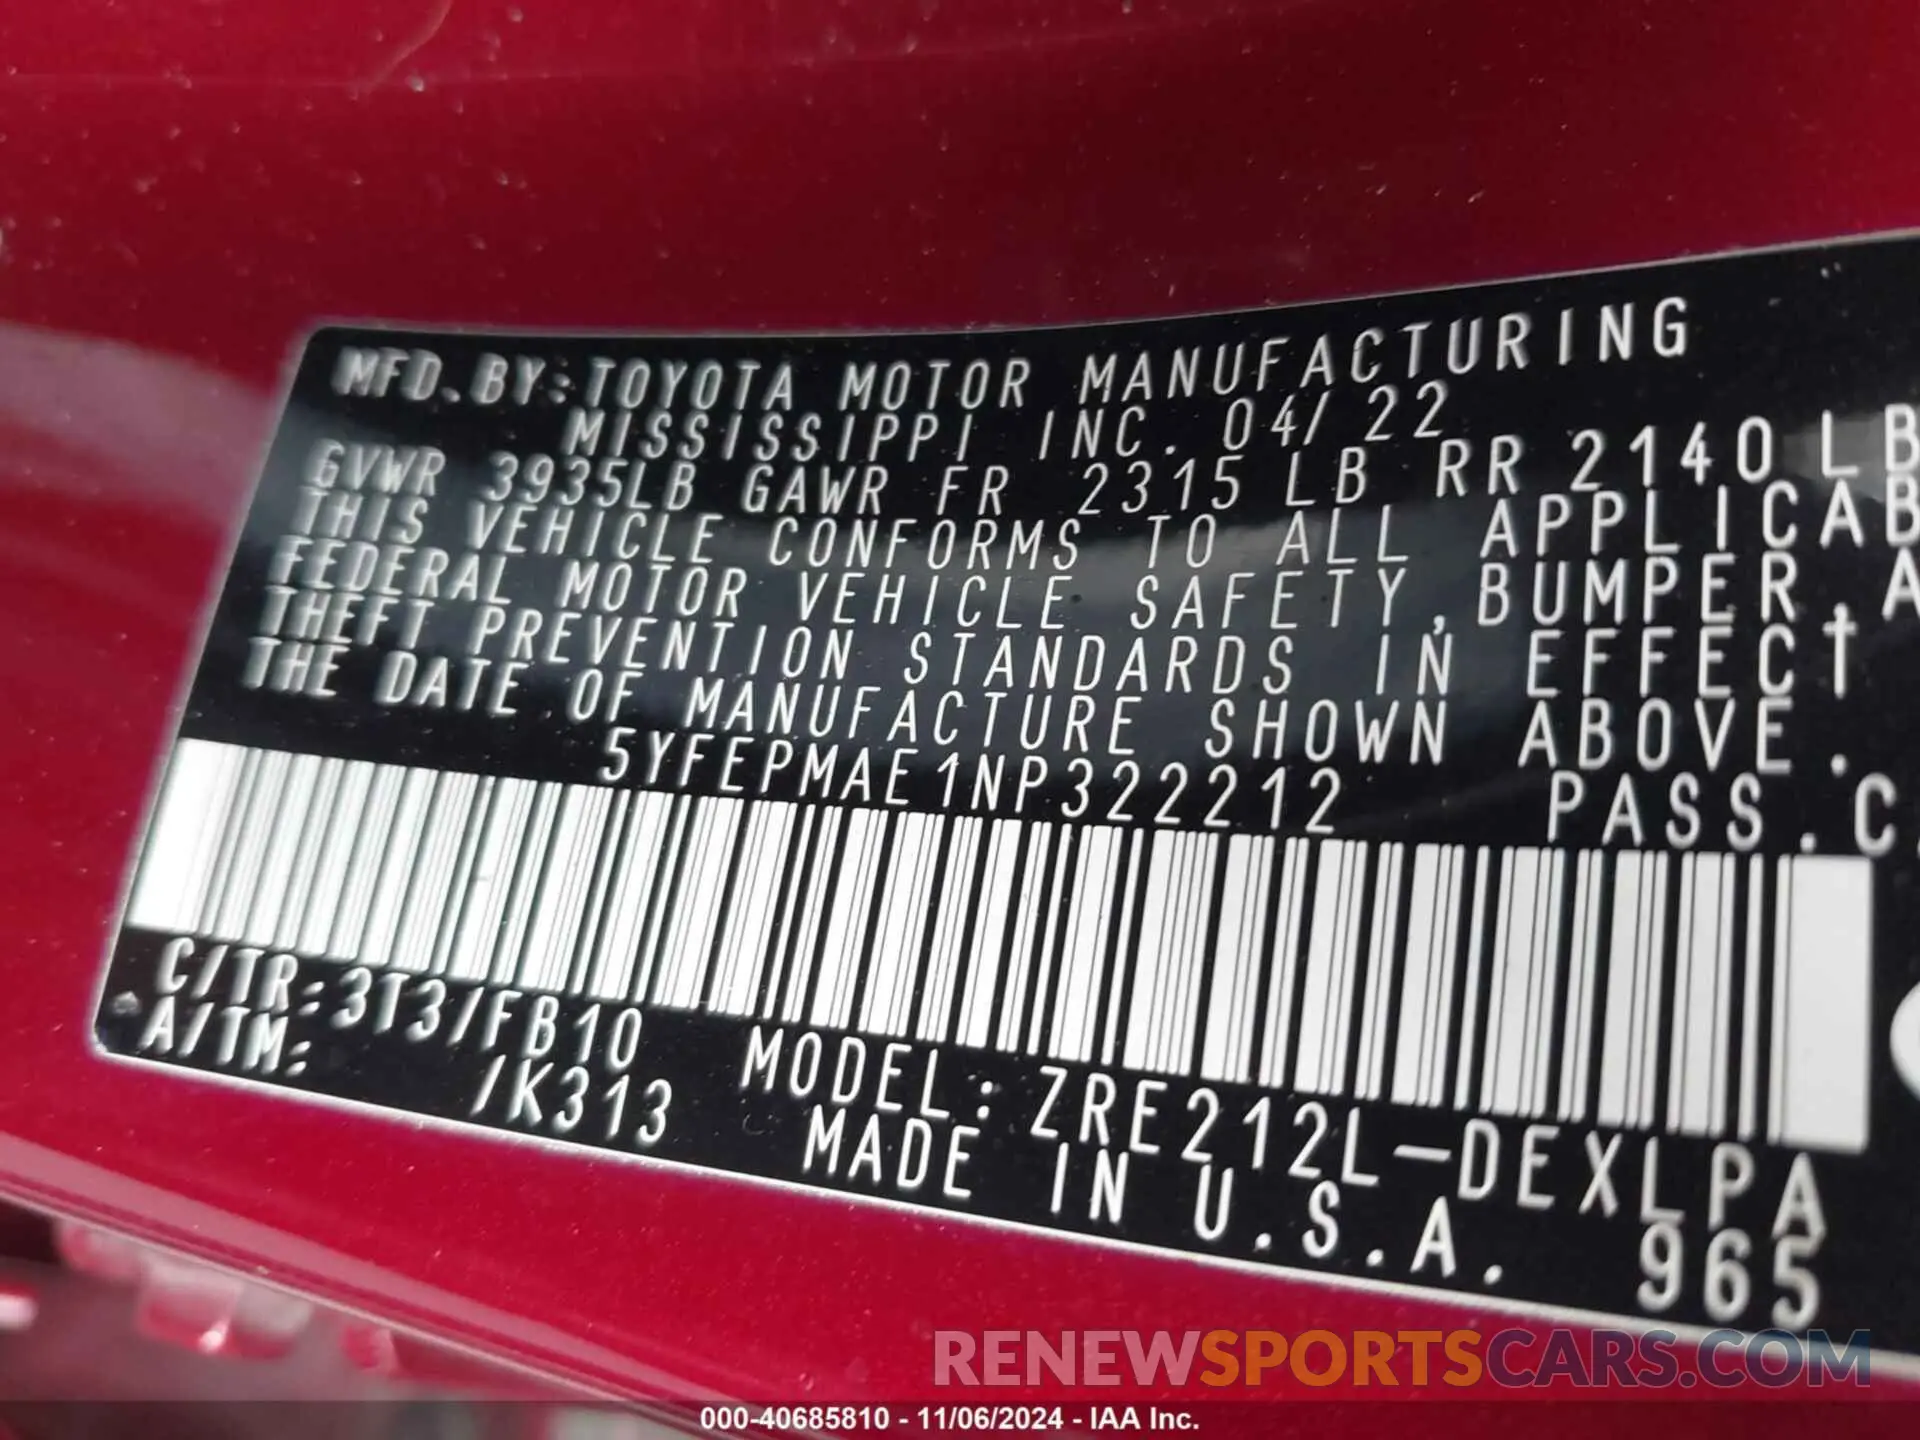 MFD.BY:TOYOTA MOTOR MANUFACTURING
MISSISSIPPI INC. 04/22
GVWR 3935LB GAWR FR 2315 LB RR 2140 LB
THIS VEHICLE CONFORMS TO ALL
FEDERAL MOTOR VEHICLE SAFETY,BUMPER,
THEFT PREVENTION STANDARDS IN EFFECT
THE DATE OF MANUFACTURE SHOWN ABOVE.
5YFEPMAE1NP322212 PASS.
C/TR:3T3/FB10 MODEL:ZRE212L-DEXLPA
A/TM: /K313 MADE IN U.S.A. 965
RENEWSPORTSCARS.COM
000-40685810 - 11/06/2024 - IAA Inc.